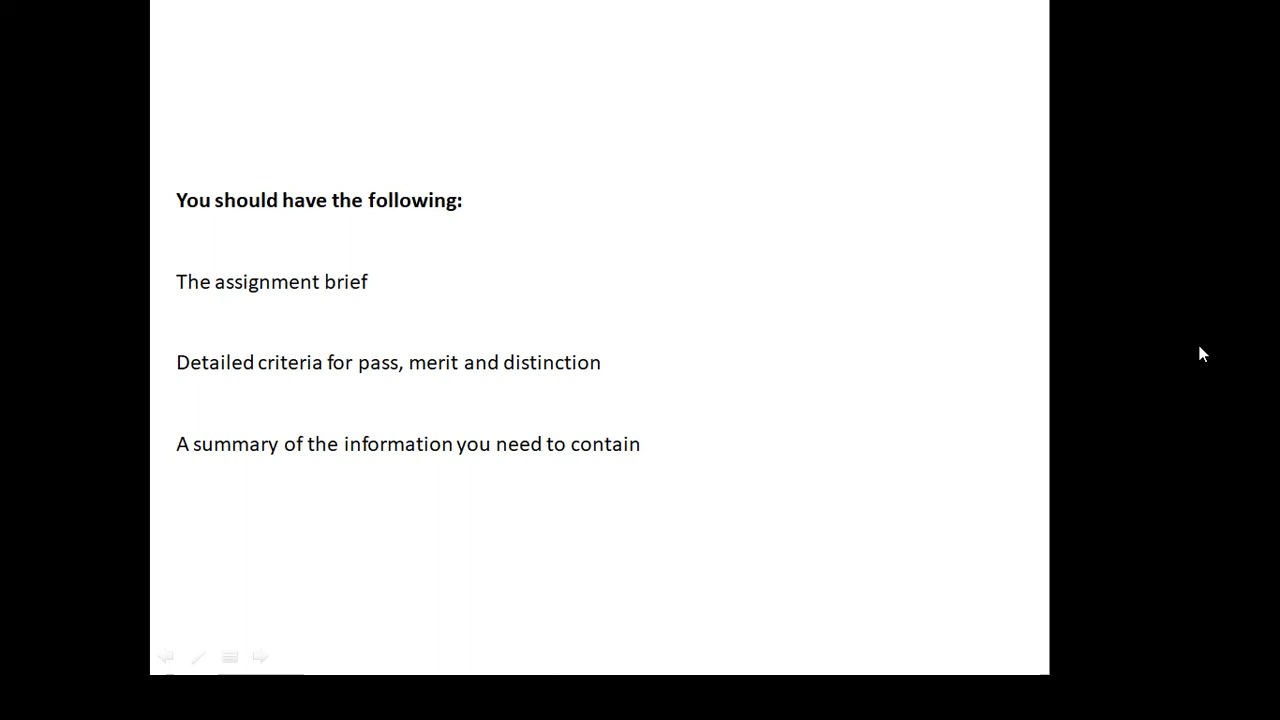 You should have the following:
The assignment brief
Detailed criteria for pass, merit and distinction
A summary of the information you need to contain